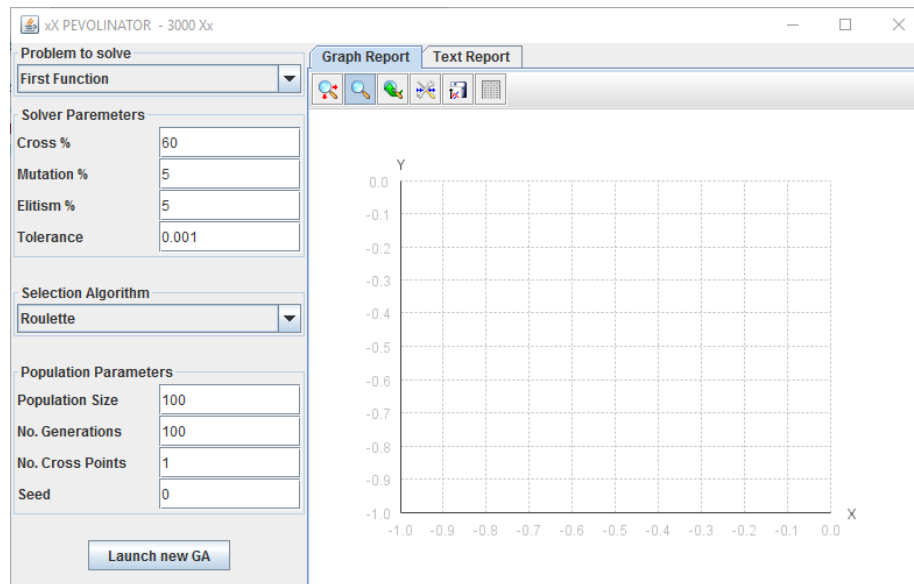 xX PEVOLINATOR - 3000 Xx
Problem to solve
First Function
Solver Paremeters
Cross % 60
Mutation % 5
Elitism % 5
Tolerance 0.001
Selection Algorithm
Roulette
Population Parameters
Population Size 100
No. Generations 100
No. Cross Points 1
Seed 0
Launch new GA
Graph Report Text Report
Y
0.0
-0.1
-0.2
-0.3
-0.4
-0.5
-0.6
-0.7
-0.8
-0.9
-1.0
X
-1.0 -0.9 -0.8 -0.7 -0.6 -0.5 -0.4 -0.3 -0.2 -0.1 0.0